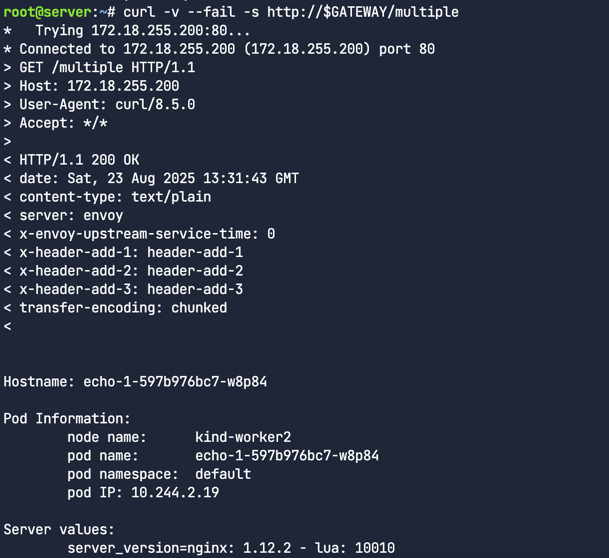 root@server:~# curl -v --fail -s http://$GATEWAY/multiple
*   Trying 172.18.255.200:80...
* Connected to 172.18.255.200 (172.18.255.200) port 80
> GET /multiple HTTP/1.1
> Host: 172.18.255.200
> User-Agent: curl/8.5.0
> Accept: */*
>
< HTTP/1.1 200 OK
< date: Sat, 23 Aug 2025 13:31:43 GMT
< content-type: text/plain
< server: envoy
< x-envoy-upstream-service-time: 0
< x-header-add-1: header-add-1
< x-header-add-2: header-add-2
< x-header-add-3: header-add-3
< transfer-encoding: chunked
<
Hostname: echo-1-597b976bc7-w8p84
Pod Information:
        node name:      kind-worker2
        pod name:       echo-1-597b976bc7-w8p84
        pod namespace:  default
        pod IP: 10.244.2.19
Server values:
        server_version=nginx: 1.12.2 - lua: 10010